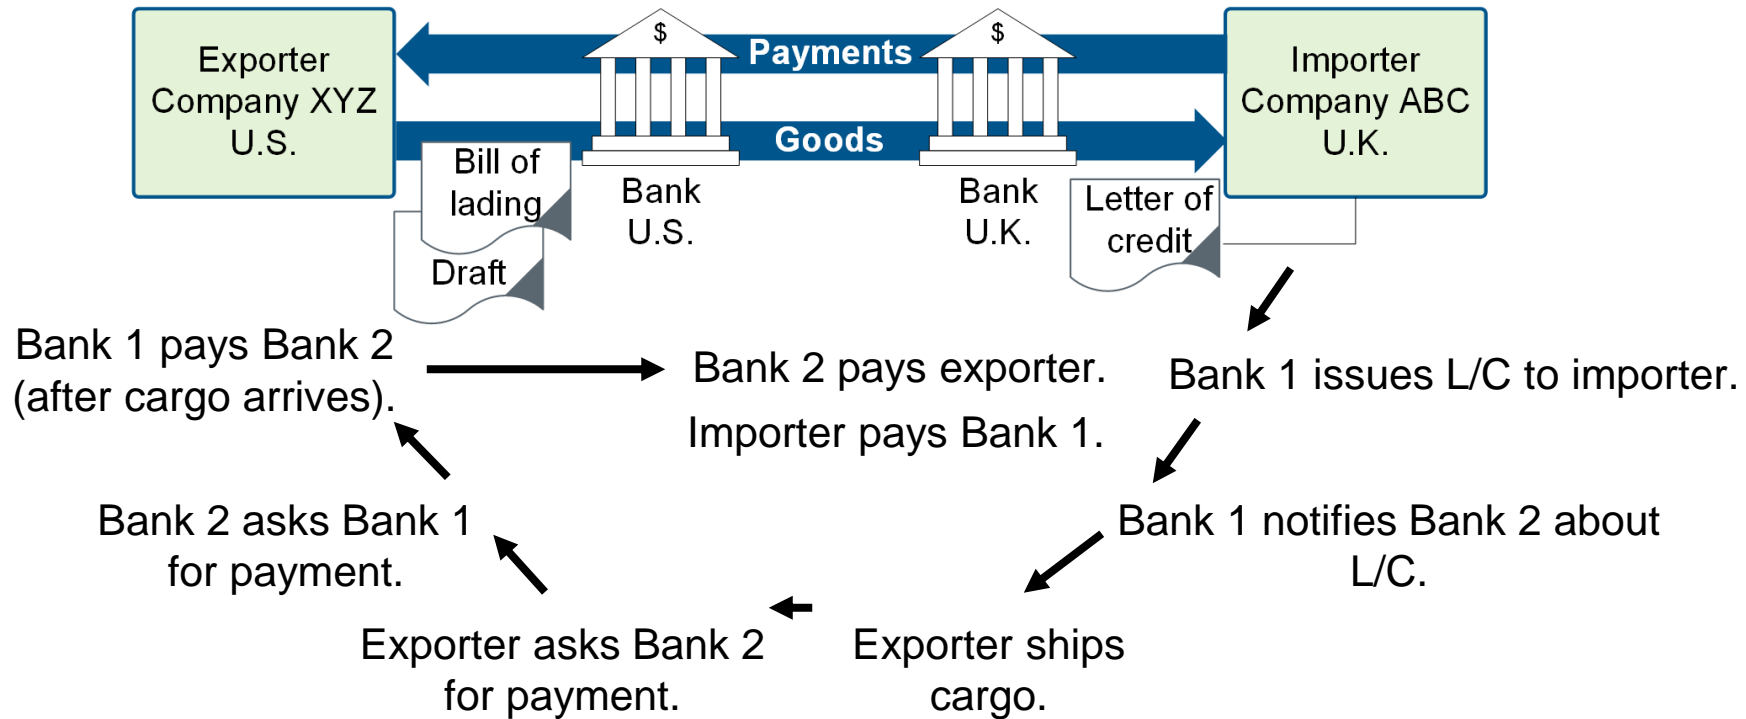 Exporter
Company XYZ
U.S.
$
Payments
$
Importer
Company ABC
U.K.
Goods
Bill of
lading
Draft
Bank
U.S.
Bank
U.K.
Letter of
credit
Bank 1 issues L/C to importer.
Bank 1 notifies Bank 2 about
L/C.
Exporter ships
cargo.
Exporter asks Bank 2
for payment.
Bank 2 asks Bank 1
for payment.
Bank 1 pays Bank 2
(after cargo arrives).
Bank 2 pays exporter.
Importer pays Bank 1.